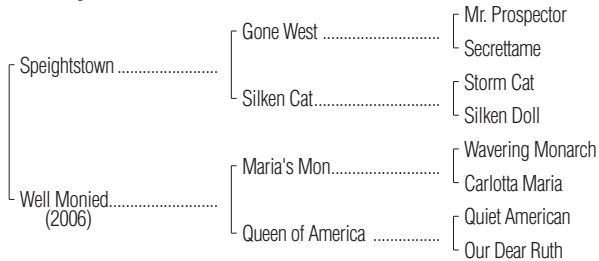 Mr. Prospector
Gone West ........................
Secrettame
Speightstown ....................
Storm Cat
Silken Cat..........................
Silken Doll
Wavering Monarch
Maria's Mon.......................
Carlotta Maria
Well Monied......................
(2006)
Quiet American
Queen of America ..............
Our Dear Ruth